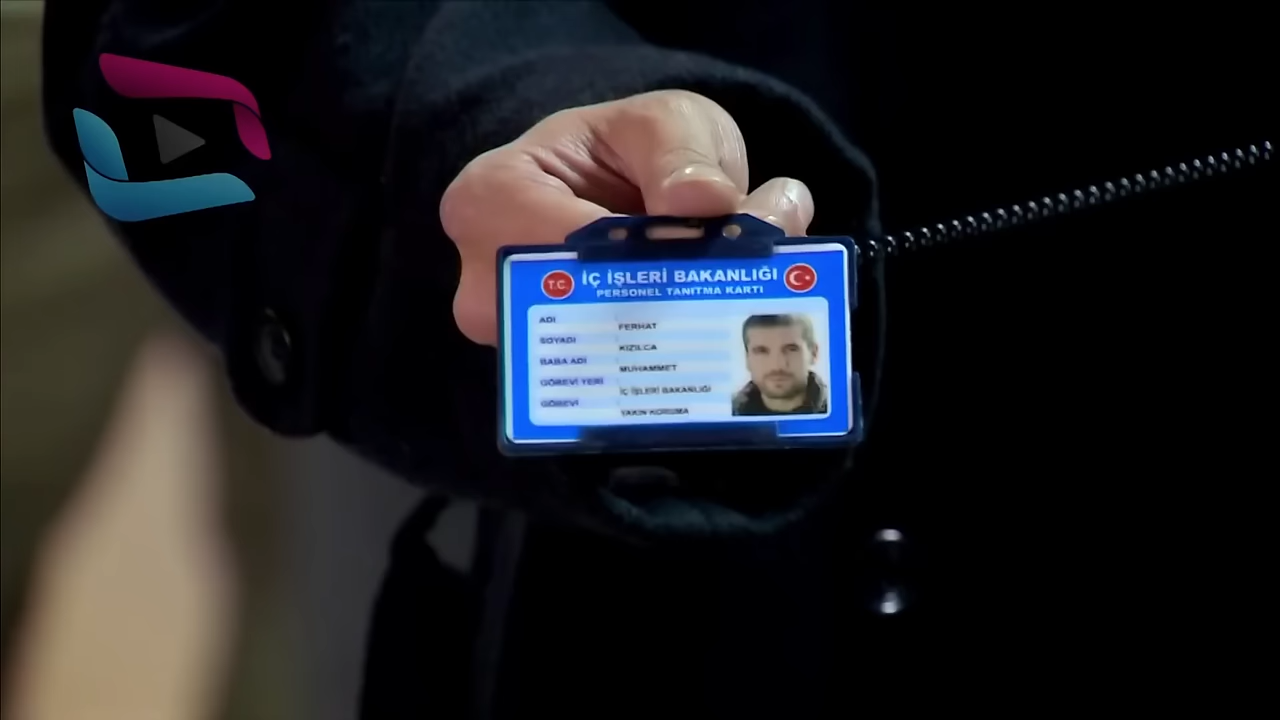 T.C. İÇ İŞLERİ BAKANLIĞI
PERSONEL TANITMA KARTI
ADI FERHAT
SOYADI KIZILCA
BABA ADI MUHAMMET
GÖREVİ YERİ İÇ İŞLERİ BAKANLIĞI
GÖREVİ YAKIN KORUMA